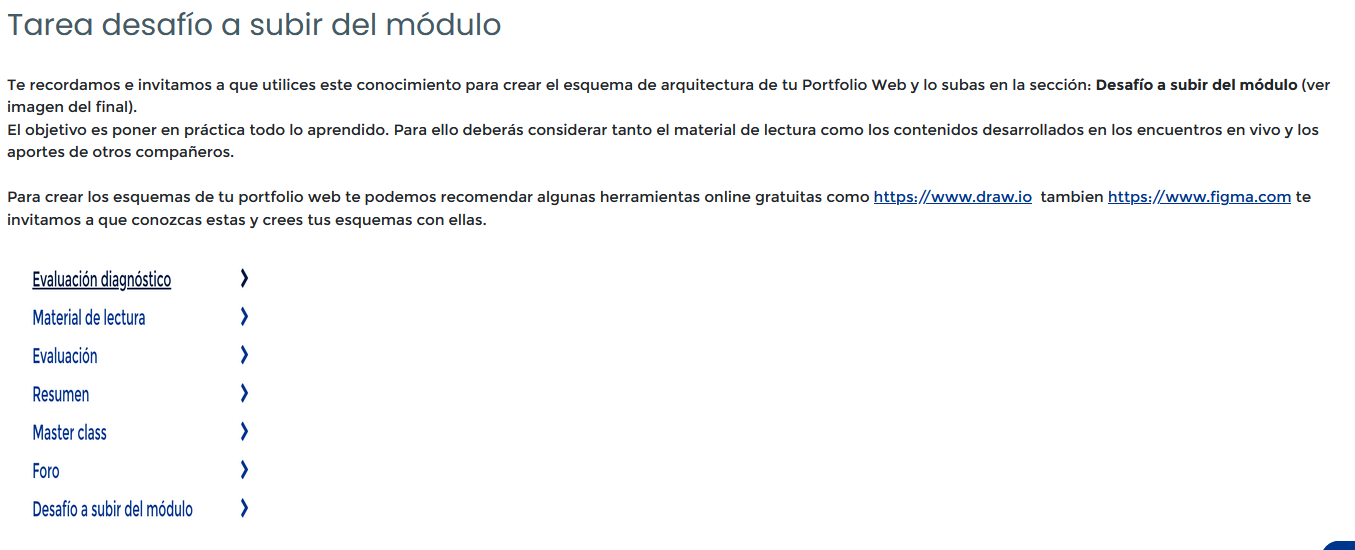 Tarea desafío a subir del módulo
Te recordamos e invitamos a que utilices este conocimiento para crear el esquema de arquitectura de tu Portfolio Web y lo subas en la sección: Desafío a subir del módulo (ver
imagen del final).
El objetivo es poner en práctica todo lo aprendido. Para ello deberás considerar tanto el material de lectura como los contenidos desarrollados en los encuentros en vivo y los
aportes de otros compañeros.
Para crear los esquemas de tu portfolio web te podemos recomendar algunas herramientas online gratuitas como https://www.draw.io tambien https://www.figma.com te
invitamos a que conozcas estas y crees tus esquemas con ellas.
Evaluación diagnóstico
Material de lectura
Evaluación
Resumen
Master class
Foro
Desafío a subir del módulo